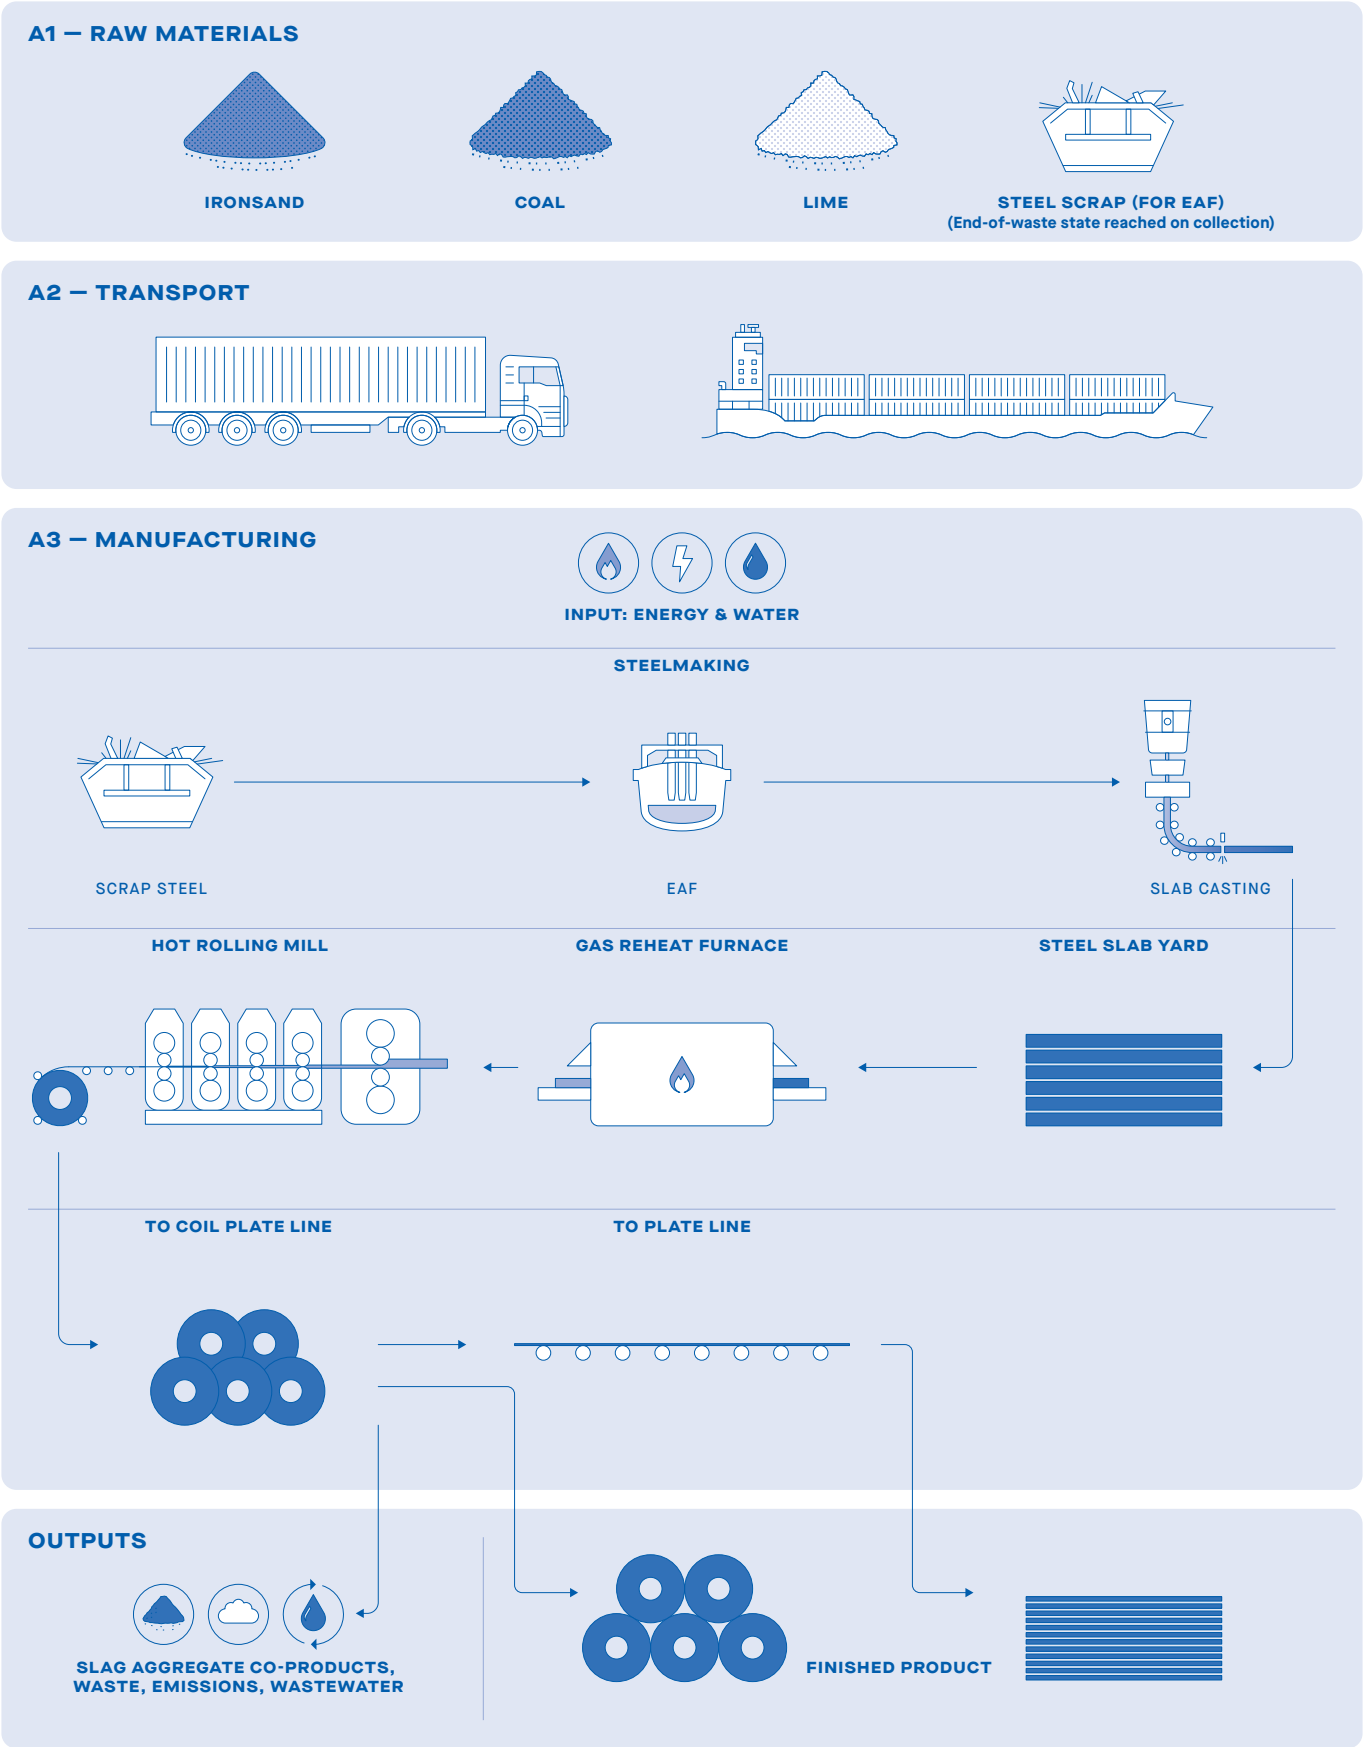 A1 — RAW MATERIALS
IRONSAND
COAL
LIME
STEEL SCRAP (FOR EAF)
(End-of-waste state reached on collection)
A2 — TRANSPORT
A3 — MANUFACTURING
INPUT: ENERGY & WATER
STEELMAKING
SCRAP STEEL
EAF
SLAB CASTING
HOT ROLLING MILL
GAS REHEAT FURNACE
STEEL SLAB YARD
TO COIL PLATE LINE
TO PLATE LINE
OUTPUTS
SLAG AGGREGATE CO-PRODUCTS,
WASTE, EMISSIONS, WASTEWATER
FINISHED PRODUCT